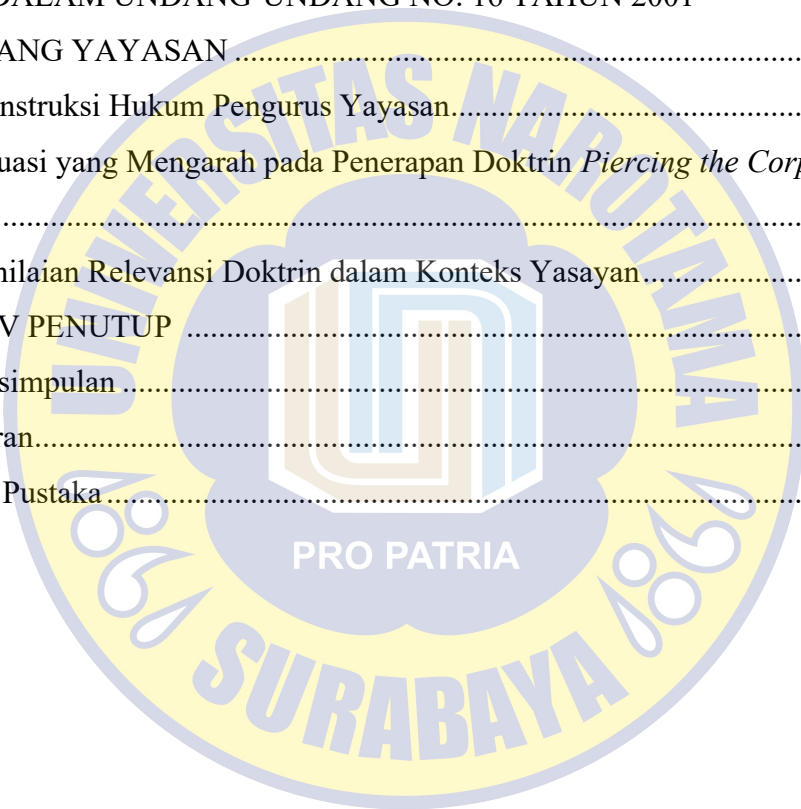 DALAM UNDANG-UNDANG NO. 16 TAHUN 2001
ANG YAYASAN ........................................................................
nstruksi Hukum Pengurus Yayasan............................................
uasi yang Mengarah pada Penerapan Doktrin Piercing the Corp
........................................................................................................
nilaian Relevansi Doktrin dalam Konteks Yasayan....................
V PENUTUP ..............................................................................
simpulan .......................................................................................
ran..................................................................................................
Pustaka..........................................................................................
UNIVERSITAS NAROTAMA
PRO PATRIA
SURABAYA